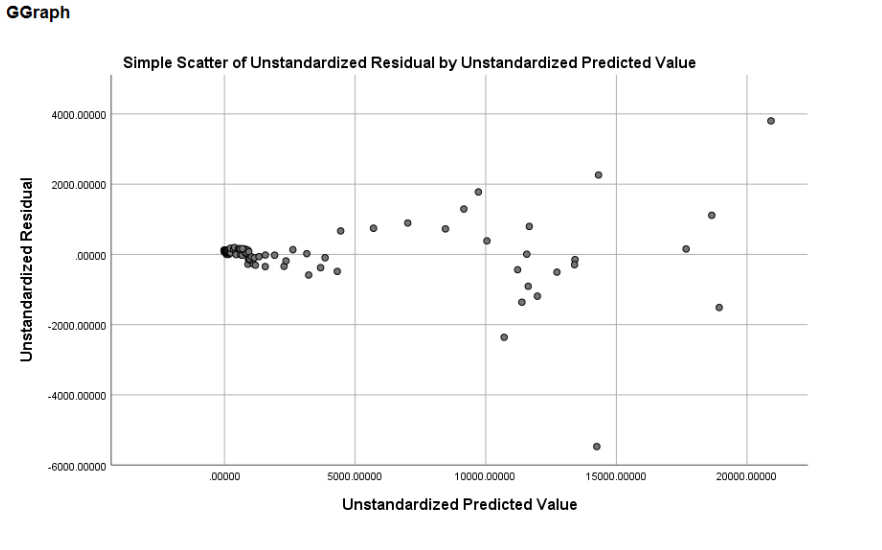 GGraph
Simple Scatter of Unstandardized Residual by Unstandardized Predicted Value
Unstandardized Residual
4000.00000
2000.00000
.00000
-2000.00000
-4000.00000
-6000.00000
.00000 5000.00000 10000.00000 15000.00000 20000.00000
Unstandardized Predicted Value